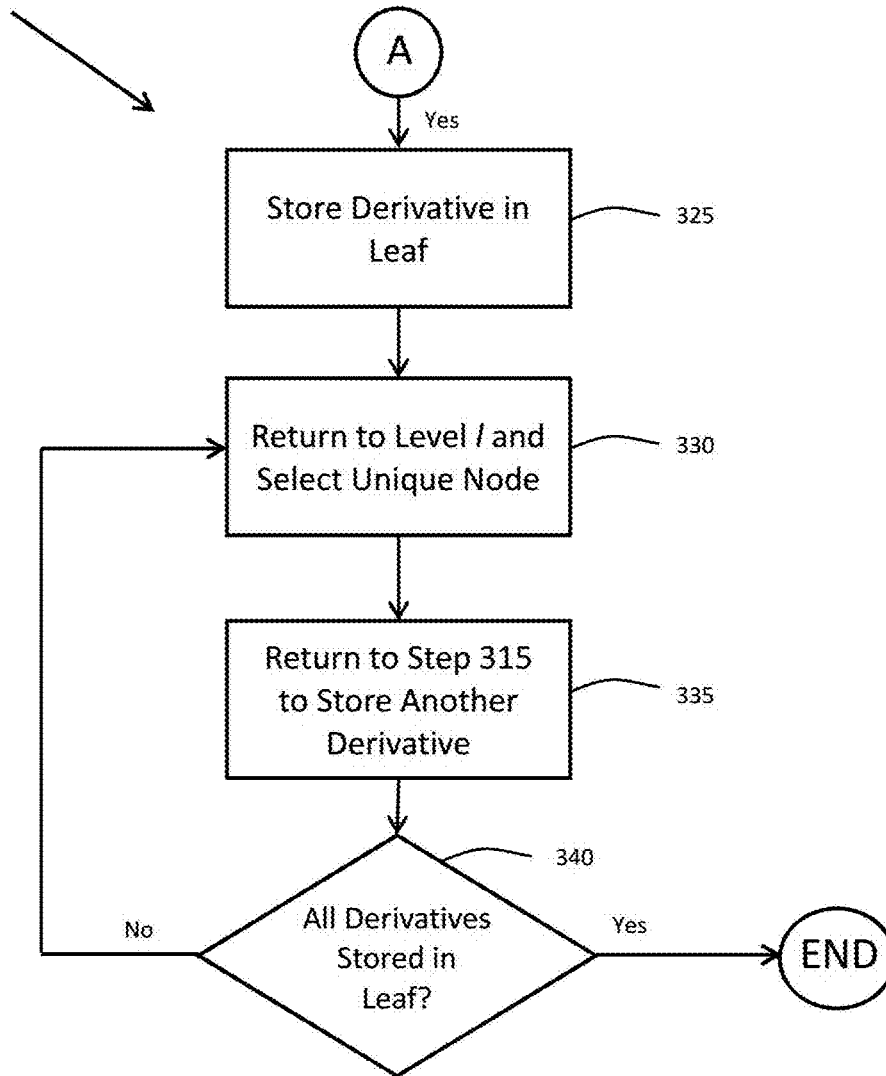 A
Yes
Store Derivative in
Leaf
325
Return to Level l and
Select Unique Node
330
Return to Step 315
to Store Another
Derivative
335
340
All Derivatives
Stored in
Leaf?
No
Yes
END